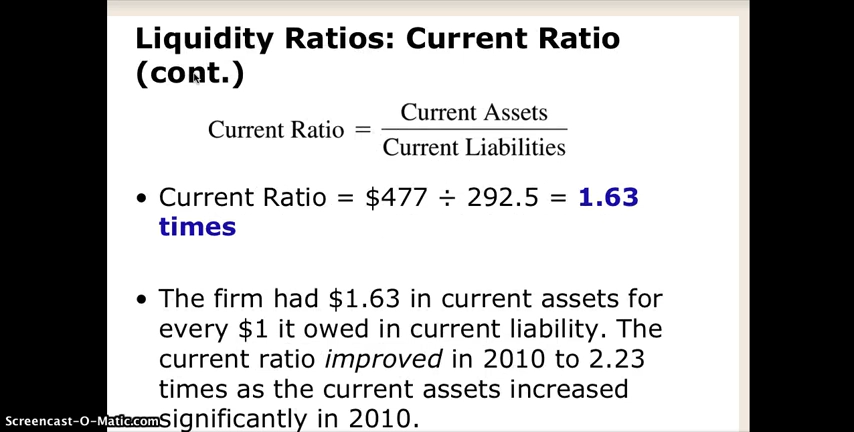 Liquidity Ratios: Current Ratio
(cont.)
Current Ratio = Current Assets
Current Liabilities
• Current Ratio = $477 ÷ 292.5 = 1.63
times
• The firm had $1.63 in current assets for
every $1 it owed in current liability. The
current ratio improved in 2010 to 2.23
times as the current assets increased
significantly in 2010.
Screencast-O-Matic.com